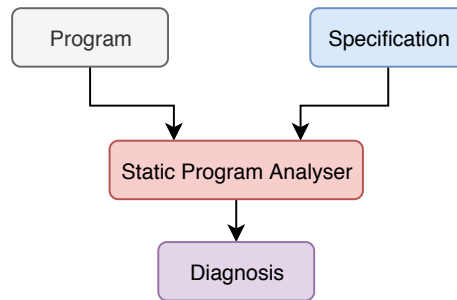 Program
Specification
Static Program Analyser
Diagnosis